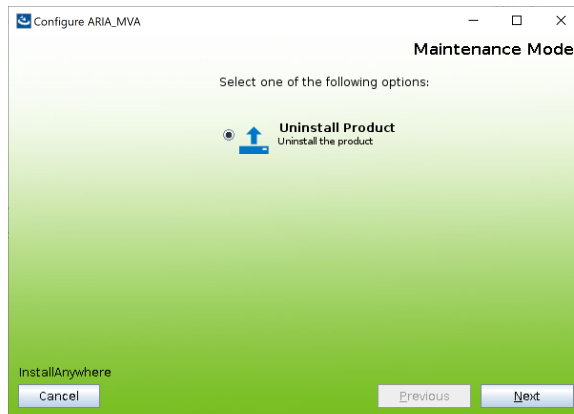 Configure ARIA_MVA
Maintenance Mode
Select one of the following options:
Uninstall Product
Uninstall the product
InstallAnywhere
Cancel
Previous
Next